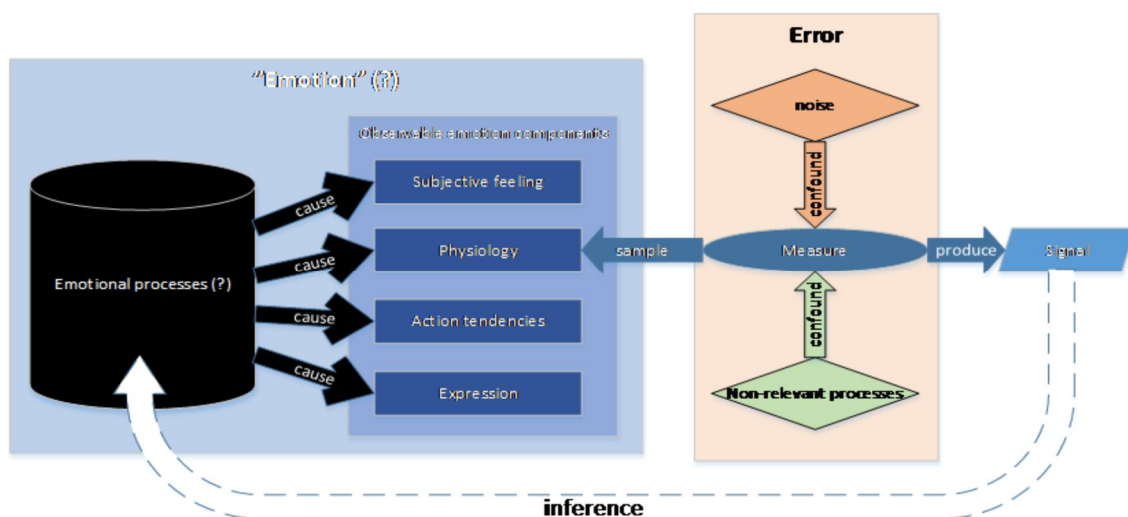 Error
"Emotion" (?)
noise
Observable emotion components
confound
Subjective feeling
cause
Physiology
cause
sample
Measure
produce
Signal
Emotional processes (?)
confound
Action tendencies
cause
cause
Expression
Non-relevant processes
inference